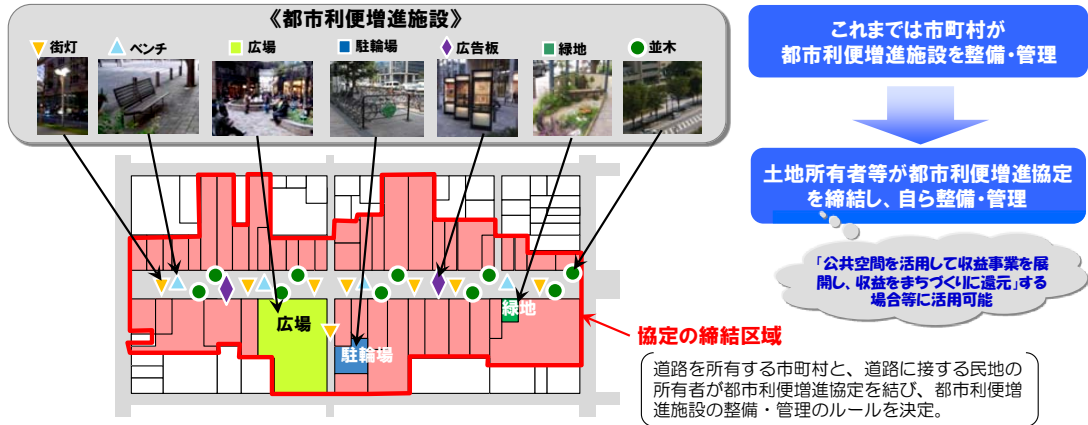 《都市利便増進施設》
街灯
ベンチ
広場
駐輪場
広告板
緑地
並木
広場
駐輪場
緑地
協定の締結区域
道路を所有する市町村と、道路に接する民地の
所有者が都市利便増進協定を結び、都市利便増
進施設の整備・管理のルールを決定。
これまでは市町村が
都市利便増進施設を整備・管理
土地所有者等が都市利便増進協定
を締結し、自ら整備・管理
「公共空間を活用して収益事業を展
開し、収益をまちづくりに還元」する
場合等に活用可能